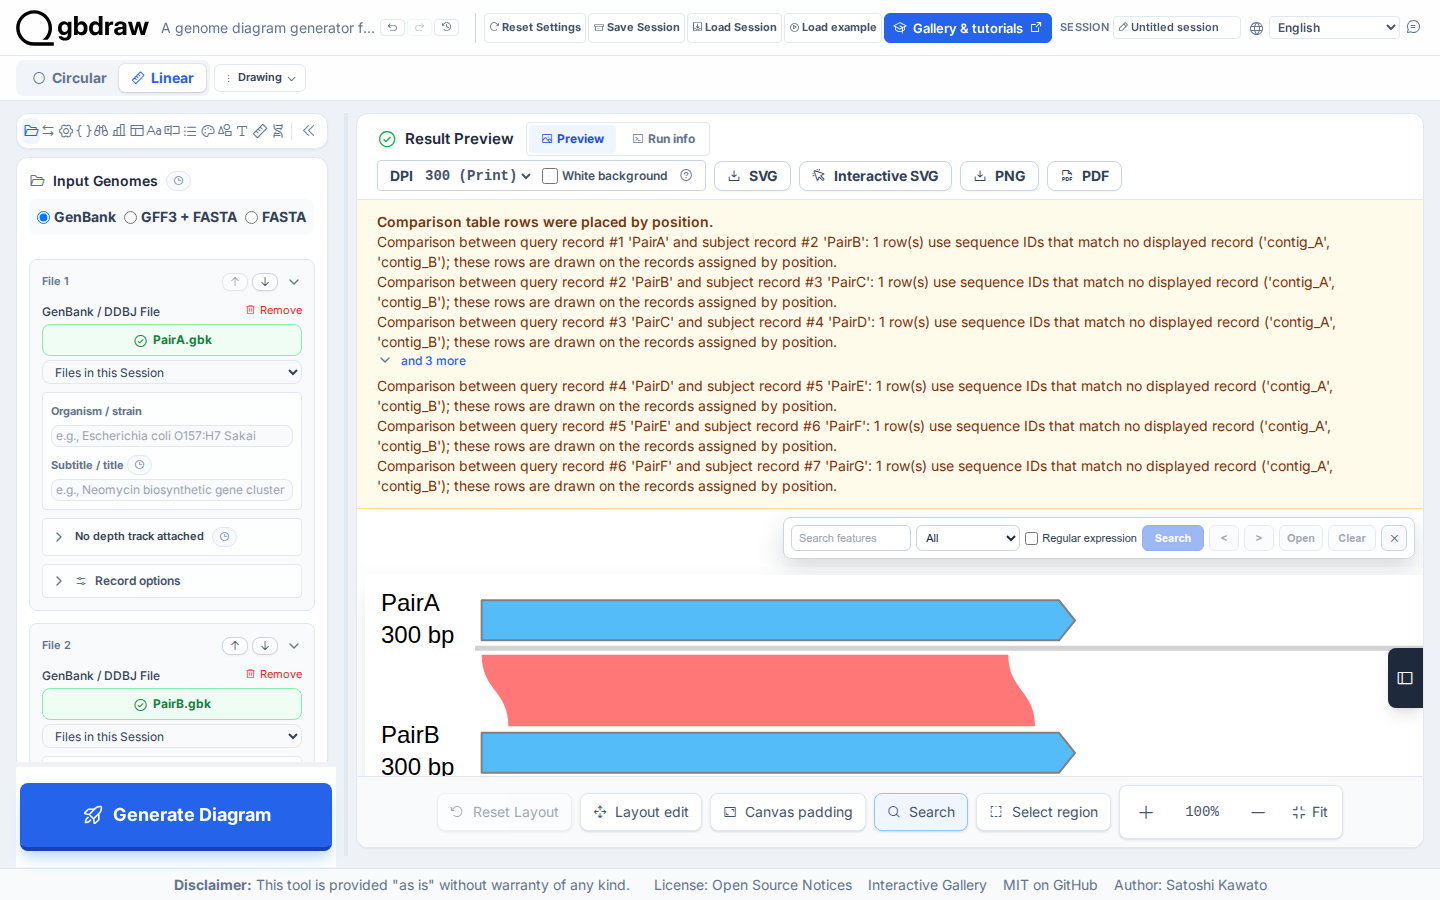 gbdraw
A genome diagram generator f...
Reset Settings
Save Session
Load Session
Load example
Gallery & tutorials
SESSION
Untitled session
English
Circular
Linear
Drawing
Input Genomes
GenBank
GFF3 + FASTA
FASTA
File 1
GenBank / DDBJ File
Remove
PairA.gbk
Files in this Session
Organism / strain
e.g., Escherichia coli O157:H7 Sakai
Subtitle / title
e.g., Neomycin biosynthetic gene cluster
No depth track attached
Record options
File 2
GenBank / DDBJ File
Remove
PairB.gbk
Files in this Session
Generate Diagram
Result Preview
Preview
Run info
DPI
300 (Print)
White background
SVG
Interactive SVG
PNG
PDF
Comparison table rows were placed by position.
Comparison between query record #1 'PairA' and subject record #2 'PairB': 1 row(s) use sequence IDs that match no displayed record ('contig_A',
'contig_B'); these rows are drawn on the records assigned by position.
Comparison between query record #2 'PairB' and subject record #3 'PairC': 1 row(s) use sequence IDs that match no displayed record ('contig_A',
'contig_B'); these rows are drawn on the records assigned by position.
Comparison between query record #3 'PairC' and subject record #4 'PairD': 1 row(s) use sequence IDs that match no displayed record ('contig_A',
'contig_B'); these rows are drawn on the records assigned by position.
and 3 more
Comparison between query record #4 'PairD' and subject record #5 'PairE': 1 row(s) use sequence IDs that match no displayed record ('contig_A',
'contig_B'); these rows are drawn on the records assigned by position.
Comparison between query record #5 'PairE' and subject record #6 'PairF': 1 row(s) use sequence IDs that match no displayed record ('contig_A',
'contig_B'); these rows are drawn on the records assigned by position.
Comparison between query record #6 'PairF' and subject record #7 'PairG': 1 row(s) use sequence IDs that match no displayed record ('contig_A',
'contig_B'); these rows are drawn on the records assigned by position.
Search features
All
Regular expression
Search
<
>
Open
Clear
PairA
300 bp
PairB
300 bp
Reset Layout
Layout edit
Canvas padding
Search
Select region
100%
Fit
Disclaimer: This tool is provided "as is" without warranty of any kind.
License: Open Source Notices
Interactive Gallery
MIT on GitHub
Author: Satoshi Kawato